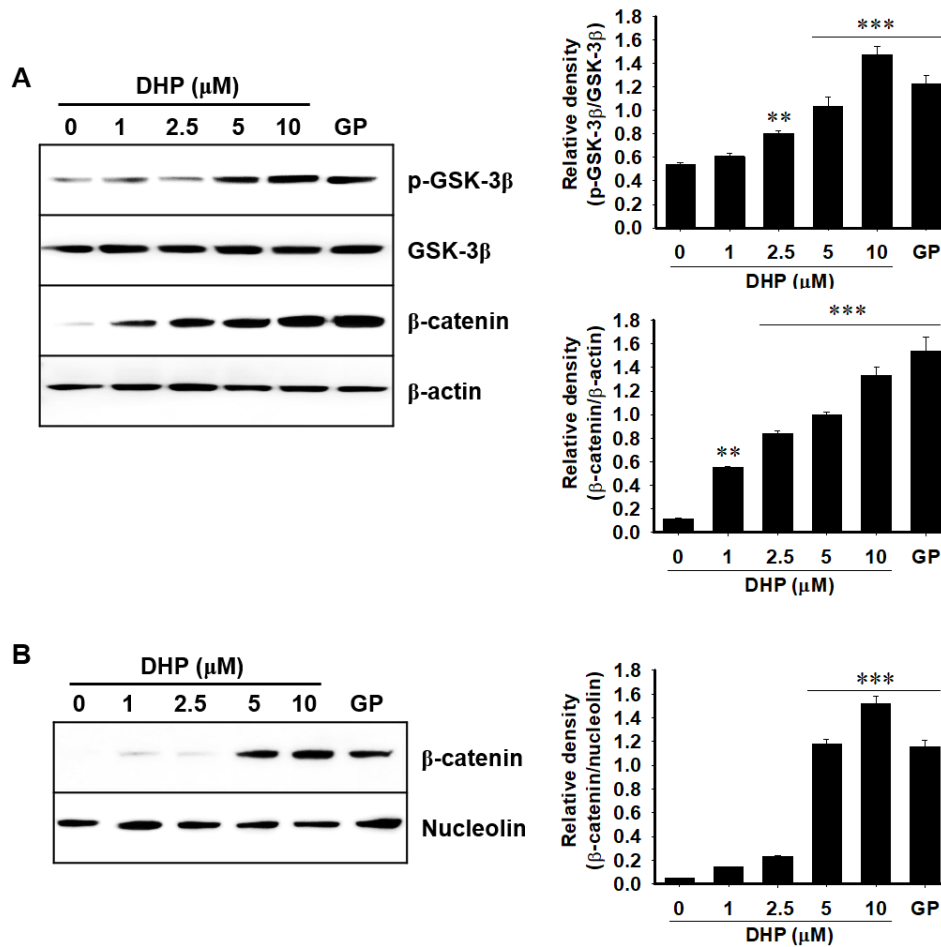 A
DHP (µM)
0 1 2.5 5 10 GP
p-GSK-3β
GSK-3β
β-catenin
β-actin
Relative density
(p-GSK-3β/GSK-3β)
1.8
1.6
1.4
1.2
1.0
0.8
0.6
0.4
0.2
0.0
**
***
0 1 2.5 5 10 GP
DHP (µM)
Relative density
(β-catenin/β-actin)
1.8
1.6
1.4
1.2
1.0
0.8
0.6
0.4
0.2
0.0
**
***
0 1 2.5 5 10 GP
DHP (µM)
B
DHP (µM)
0 1 2.5 5 10 GP
β-catenin
Nucleolin
Relative density
(β-catenin/nucleolin)
1.8
1.6
1.4
1.2
1.0
0.8
0.6
0.4
0.2
0.0
***
0 1 2.5 5 10 GP
DHP (µM)